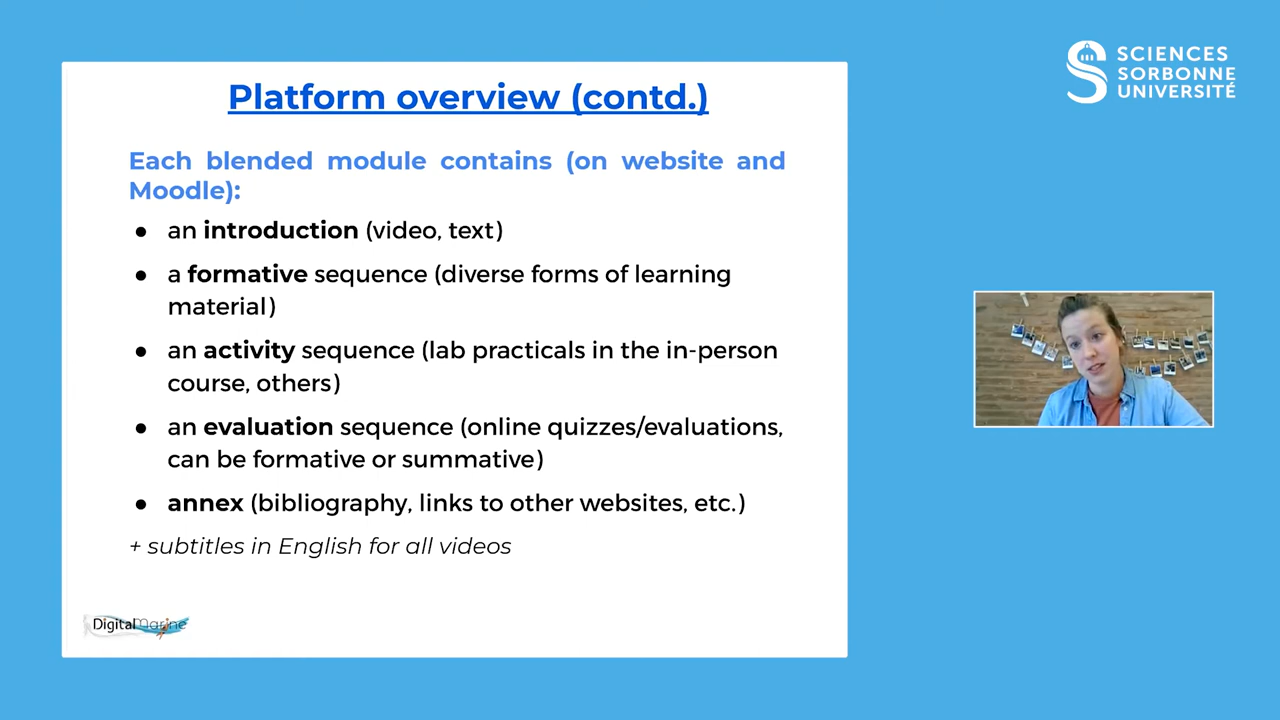 SCIENCES
SORBONNE
UNIVERSITÉ
Platform overview (contd.)
Each blended module contains (on website and
Moodle):
● an introduction (video, text)
● a formative sequence (diverse forms of learning
material)
● an activity sequence (lab practicals in the in-person
course, others)
● an evaluation sequence (online quizzes/evaluations,
can be formative or summative)
● annex (bibliography, links to other websites, etc.)
+ subtitles in English for all videos
DigitalMarine